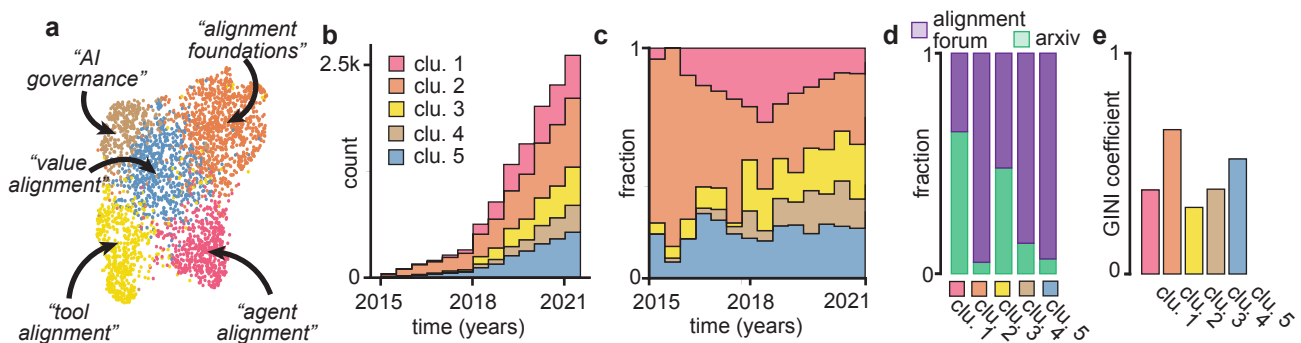 a
“AI
governance”
“alignment
foundations”
“value
alignment”
“tool
alignment”
“agent
alignment”
b
2.5k
count
0
clu. 1
clu. 2
clu. 3
clu. 4
clu. 5
2015
2018
2021
time (years)
c
1
fraction
0
2015
2018
2021
time (years)
d
alignment
forum
arxiv
1
fraction
0
clu. 1
clu. 2
clu. 3
clu. 4
clu. 5
e
1
GINI coefficient
0
clu. 1
clu. 2
clu. 3
clu. 4
clu. 5